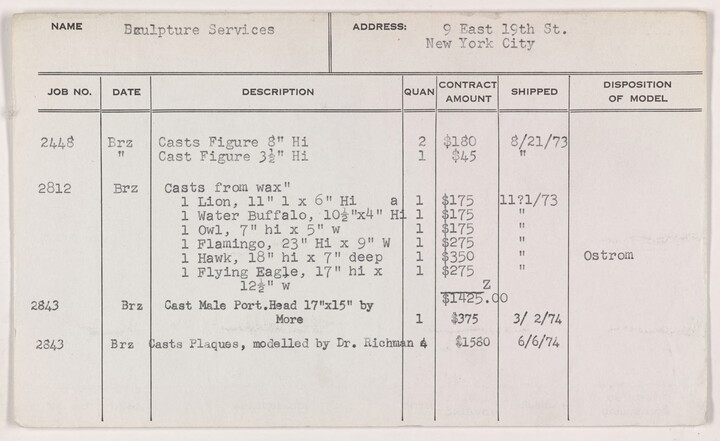 NAME Bculpture Services ADDRESS: 9 East 19th St.
New York City
JOB NO. DATE DESCRIPTION QUAN CONTRACT AMOUNT SHIPPED DISPOSITION OF MODEL
2448 Brz Casts Figure 8" Hi 2 $180 8/21/73
" Cast Figure 3½" Hi 1 $45 "
2812 Brz Casts from wax"
1 Lion, 11" l x 6" Hi a 1 $175 11?1/73
1 Water Buffalo, 10½"x4" Hi 1 $175 "
1 Owl, 7" hi x 5" w 1 $175 "
1 Flamingo, 23" Hi x 9" W 1 $275 "
1 Hawk, 18" hi x 7" deep 1 $350 " Ostrom
1 Flying Eagle, 17" hi x 1 $275 "
12½" w Z
$1425.00
2843 Brz Cast Male Port.Head 17"x15" by
More 1 $375 3/ 2/74
2843 Brz Casts Plaques, modelled by Dr. Richman 4 $1580 6/6/74